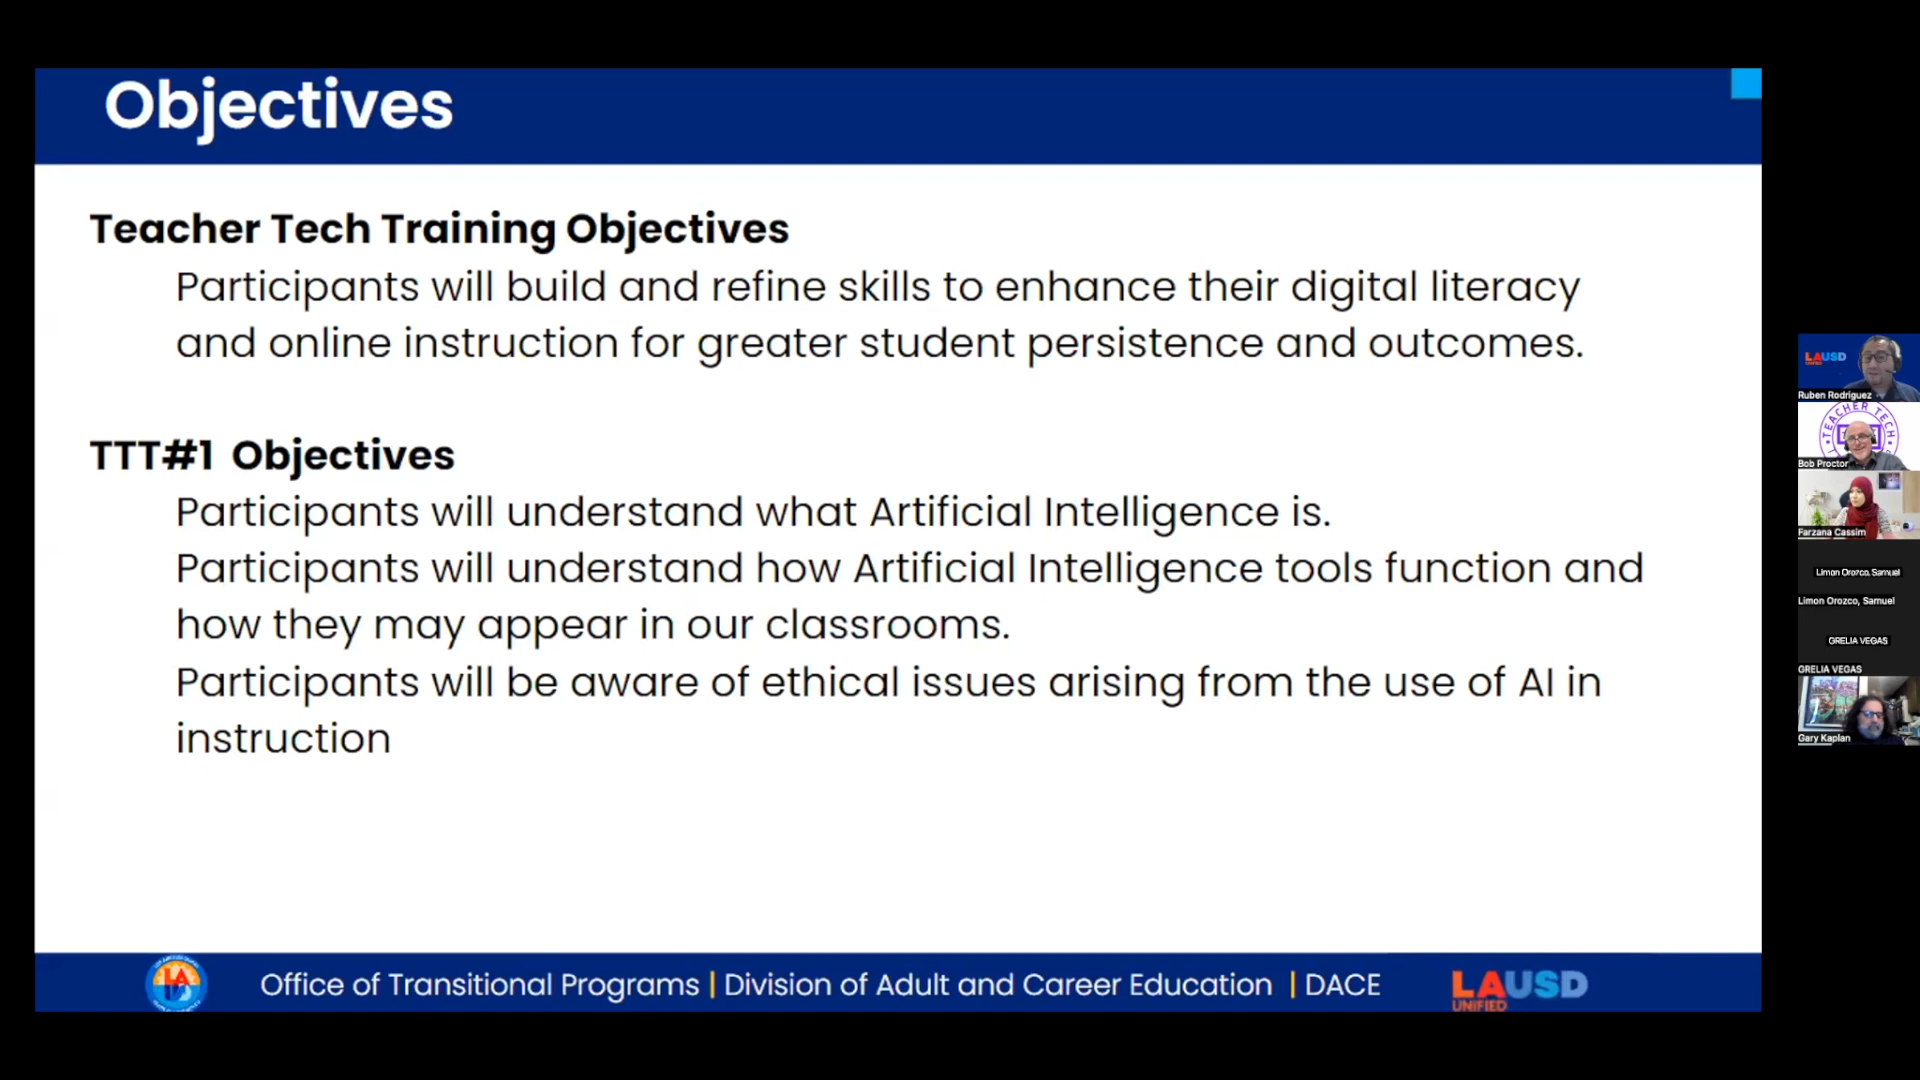 Objectives
Teacher Tech Training Objectives
Participants will build and refine skills to enhance their digital literacy
and online instruction for greater student persistence and outcomes.
TTT#1 Objectives
Participants will understand what Artificial Intelligence is.
Participants will understand how Artificial Intelligence tools function and
how they may appear in our classrooms.
Participants will be aware of ethical issues arising from the use of AI in
instruction
Office of Transitional Programs | Division of Adult and Career Education | DACE
LAUSD
UNIFIED
LAUSD
Ruben Rodriguez
TEACHER TECH
Bob Proctor
Farzana Cassim
Limon Orozco, Samuel
Limon Orozco, Samuel
GRELIA VEGAS
GRELIA VEGAS
Gary Kaplan